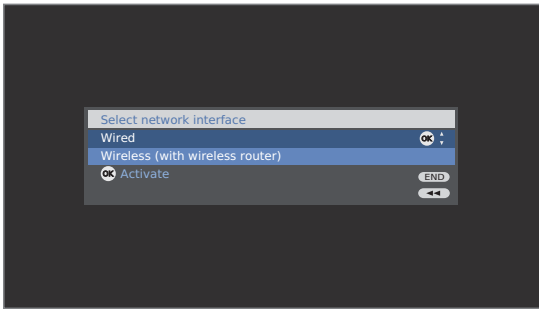 Select network interface
Wired OK
Wireless (with wireless router)
OK Activate
END